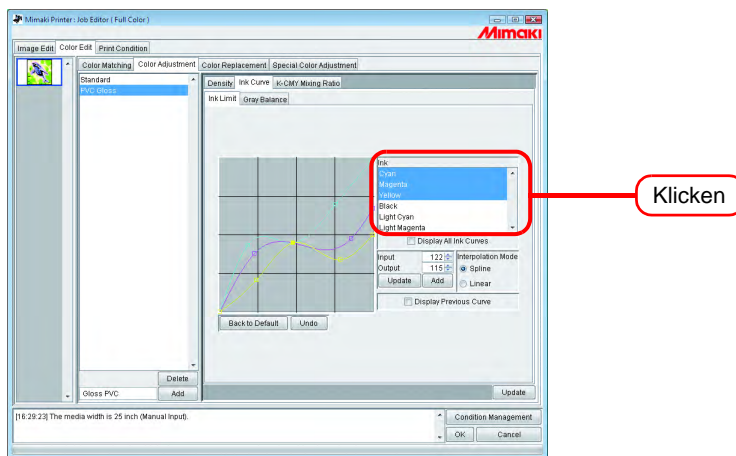 Mimaki Printer : Job Editor ( Full Color )
Mimaki
Image Edit Color Edit Print Condition
Color Matching Color Adjustment Color Replacement Special Color Adjustment
Standard
PVC Gloss
Density Ink Curve K-CMY Mixing Ratio
Ink Limit Gray Balance
Ink
Cyan
Magenta
Yellow
Black
Light Cyan
Light Magenta
Klicken
Display All Ink Curves
Input 122 Interpolation Mode
Output 115 Spline
Update Add Linear
Display Previous Curve
Back to Default Undo
Delete
Gloss PVC Add Update
[16:29:23] The media width is 25 inch (Manual Input).
Condition Management
OK Cancel